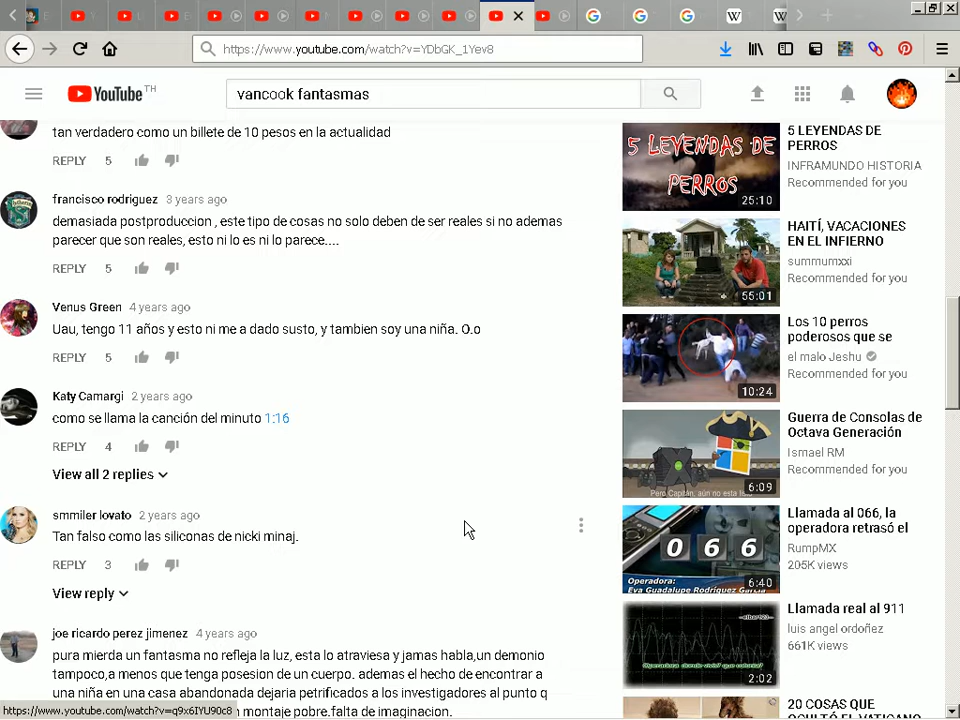 https://www.youtube.com/watch?v=YDbGK_1Yev8
YouTube TH
vancook fantasmas
tan verdadero como un billete de 10 pesos en la actualidad
REPLY 5
francisco rodriguez 3 years ago
demasiada postproduccion , este tipo de cosas no solo deben de ser reales si no ademas
parecer que son reales, esto ni lo es ni lo parece....
REPLY 5
Venus Green 4 years ago
Uau, tengo 11 años y esto ni me a dado susto, y tambien soy una niña. O.o
REPLY 5
Katy Camargi 2 years ago
como se llama la canción del minuto 1:16
REPLY 4
View all 2 replies
smmiler lovato 2 years ago
Tan falso como las siliconas de nicki minaj.
REPLY 3
View reply
joe ricardo perez jimenez 4 years ago
pura mierda un fantasma no refleja la luz, esta lo atraviesa y jamas habla,un demonio
tampoco,a menos que tenga posesion de un cuerpo. ademas el hecho de encontrar a
una niña en una casa abandonada dejaria petrificados a los investigadores al punto q
montaje pobre.falta de imaginacion.
https://www.youtube.com/watch?v=q9x6IYU90c8
5 LEYENDAS DE
PERROS
25:10
5 LEYENDAS DE
PERROS
INFRAMUNDO HISTORIA
Recommended for you
55:01
HAITÍ, VACACIONES
EN EL INFIERNO
summumxxi
Recommended for you
10:24
Los 10 perros
poderosos que se
el malo Jeshu
Recommended for you
Pero Capitán, aún no esta
6:09
Guerra de Consolas de
Octava Generación
Ismael RM
Recommended for you
0 6 6
Operadora:
Eva Guadalupe Rodríguez García
6:40
Llamada al 066, la
operadora retrasó el
RumpMX
205K views
2:02
Llamada real al 911
luis angel ordoñez
661K views
20 COSAS QUE
OCULTÓ EL VATICANO